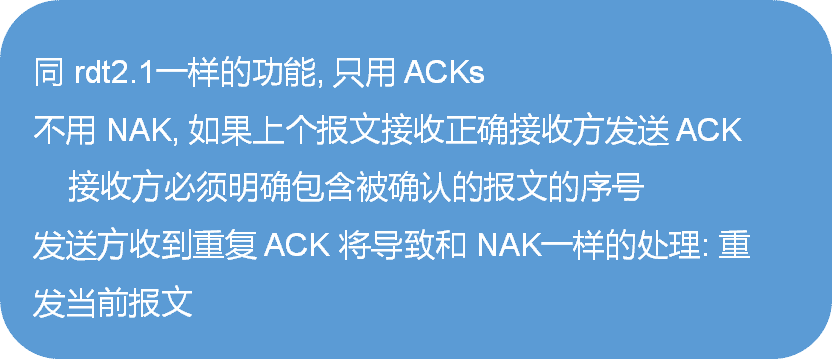 同 rdt2.1一样的功能, 只用 ACKs
不用 NAK, 如果上个报文接收正确接收方发送 ACK
接收方必须明确包含被确认的报文的序号
发送方收到重复 ACK 将导致和 NAK一样的处理: 重
发当前报文